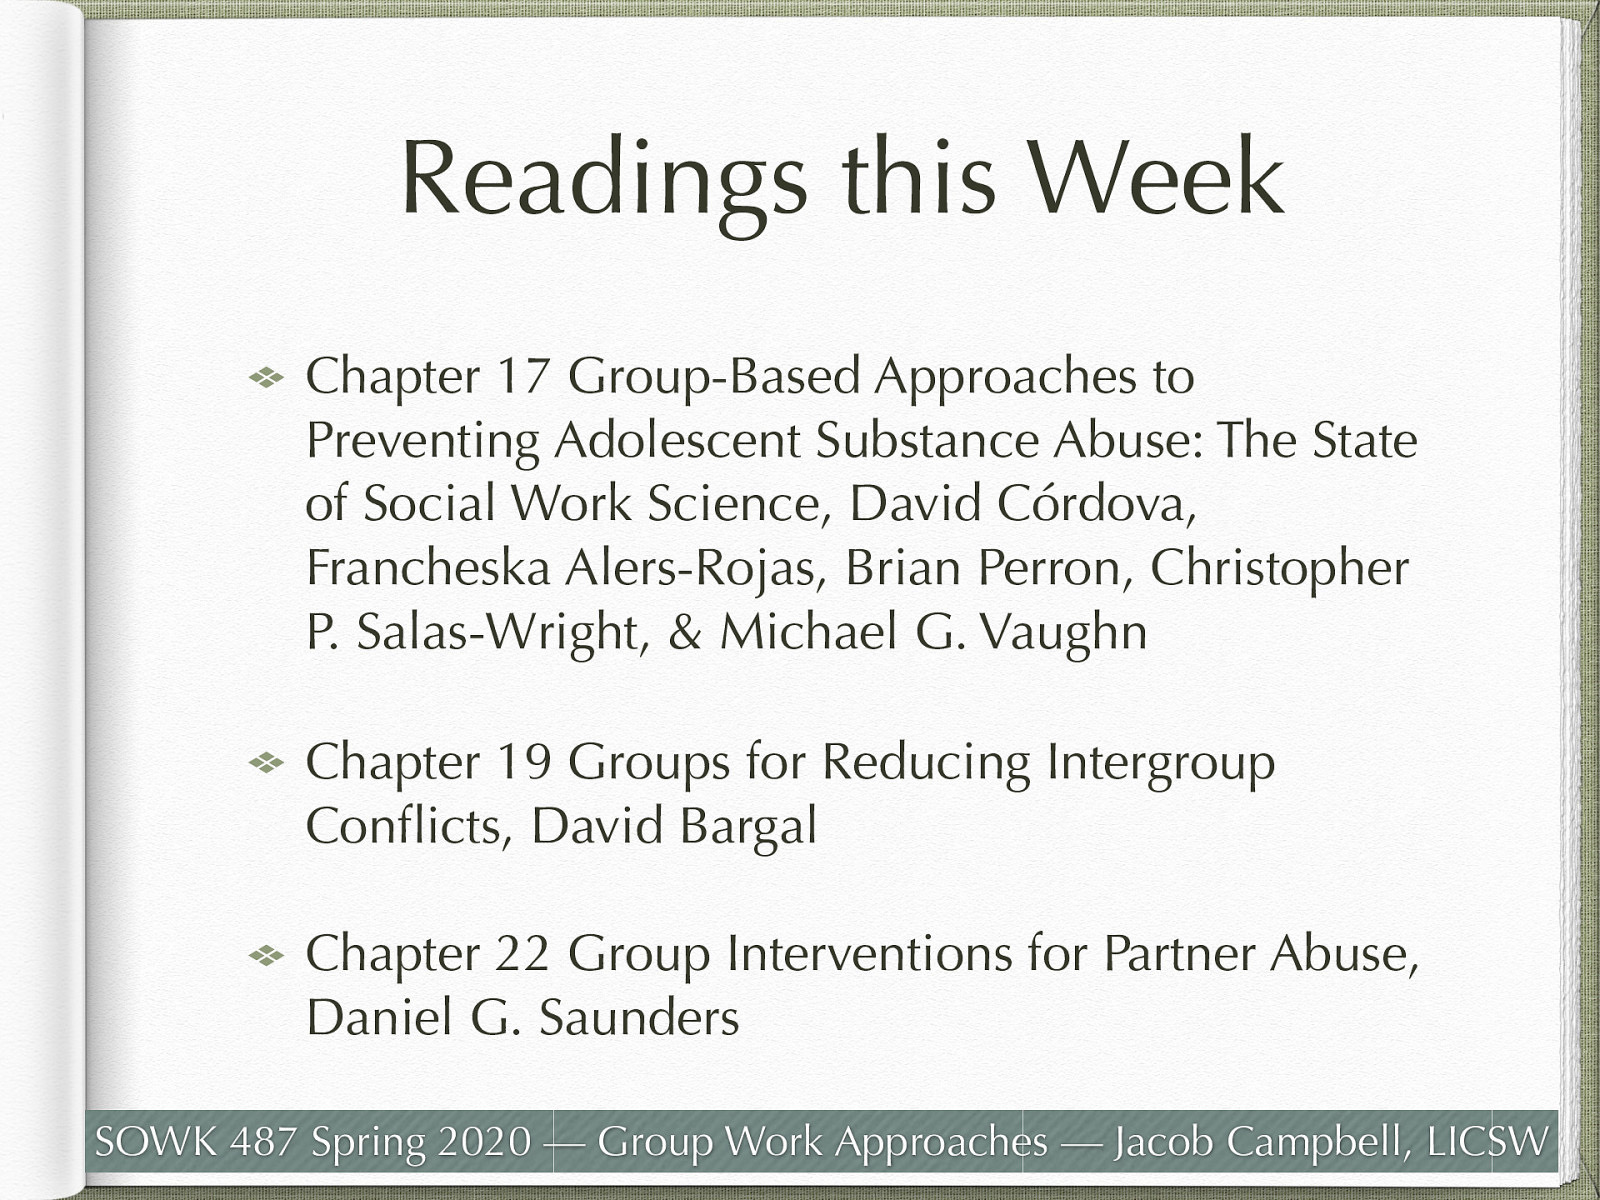 Readings this Week
Chapter 17 Group-Based Approaches to
Preventing Adolescent Substance Abuse: The State
of Social Work Science, David Córdova,
Francheska Alers-Rojas, Brian Perron, Christopher
P. Salas-Wright, & Michael G. Vaughn
Chapter 19 Groups for Reducing Intergroup
Conflicts, David Bargal
Chapter 22 Group Interventions for Partner Abuse,
Daniel G. Saunders
SOWK 487 Spring 2020 — Group Work Approaches — Jacob Campbell, LICSW